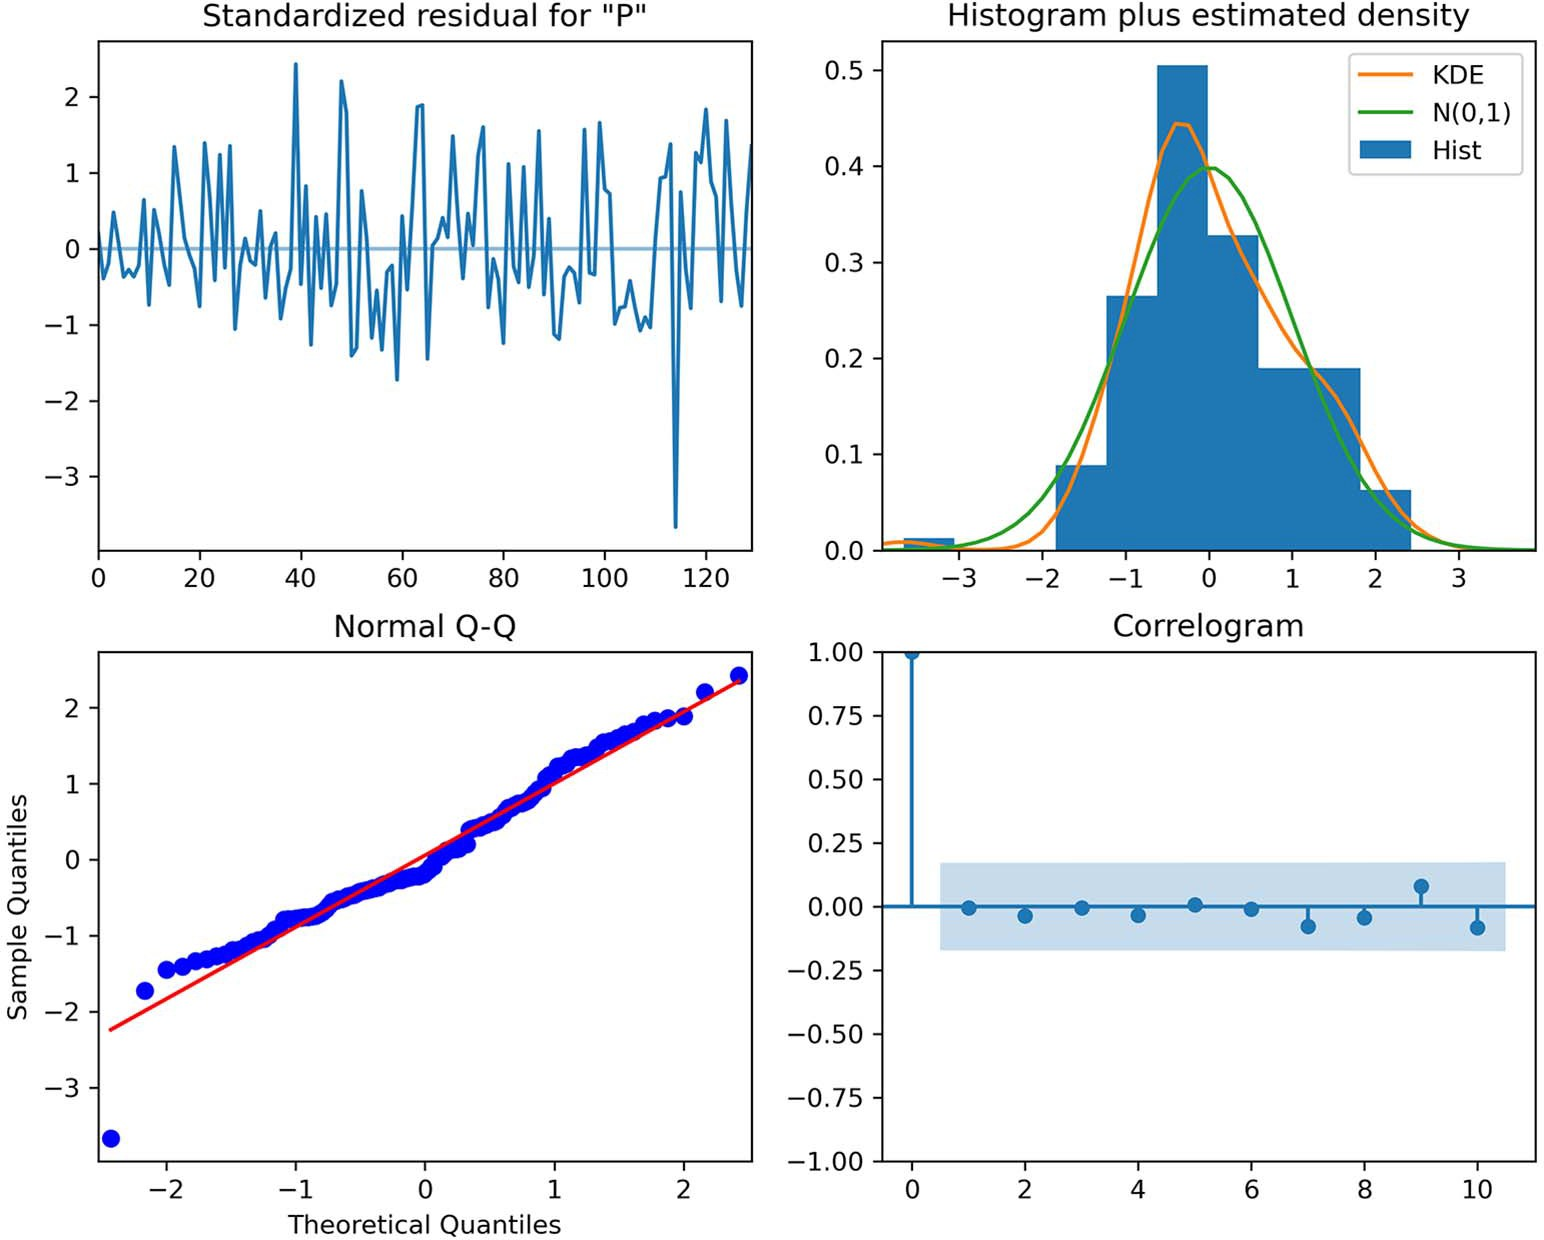 Standardized residual for "P"
2
1
0
−1
−2
−3
0 20 40 60 80 100 120
Histogram plus estimated density
0.5
0.4
0.3
0.2
0.1
0.0
KDE
N(0,1)
Hist
−3 −2 −1 0 1 2 3
Normal Q-Q
Sample Quantiles
2
1
0
−1
−2
−3
−2 −1 0 1 2
Theoretical Quantiles
Correlogram
1.00
0.75
0.50
0.25
0.00
−0.25
−0.50
−0.75
−1.00
0 2 4 6 8 10